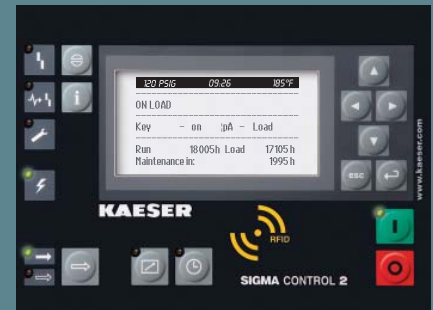 120 PSIG 09:26 185°F
ON LOAD
Key - on :pA - Load
Run 18005h Load 17105h
Maintenance in: 1995h
esc
www.kaeser.com
KAESER
RFID
SIGMA CONTROL 2